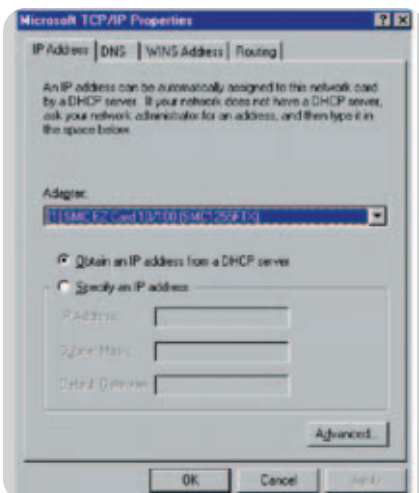 Microsoft TCP/IP Properties
IP Address DNS WINS Address Routing
An IP address can be automatically assigned to this network card
by a DHCP server. If your network does not have a DHCP server,
ask your network administrator for an address, and then type it in
the space below.
Adapter:
[1] SMC EZ Card 10/100 (SMC1255FTX)
Obtain an IP address from a DHCP server
Specify an IP address
IP Address:
Subnet Mask:
Default Gateway:
Advanced...
OK Cancel Apply